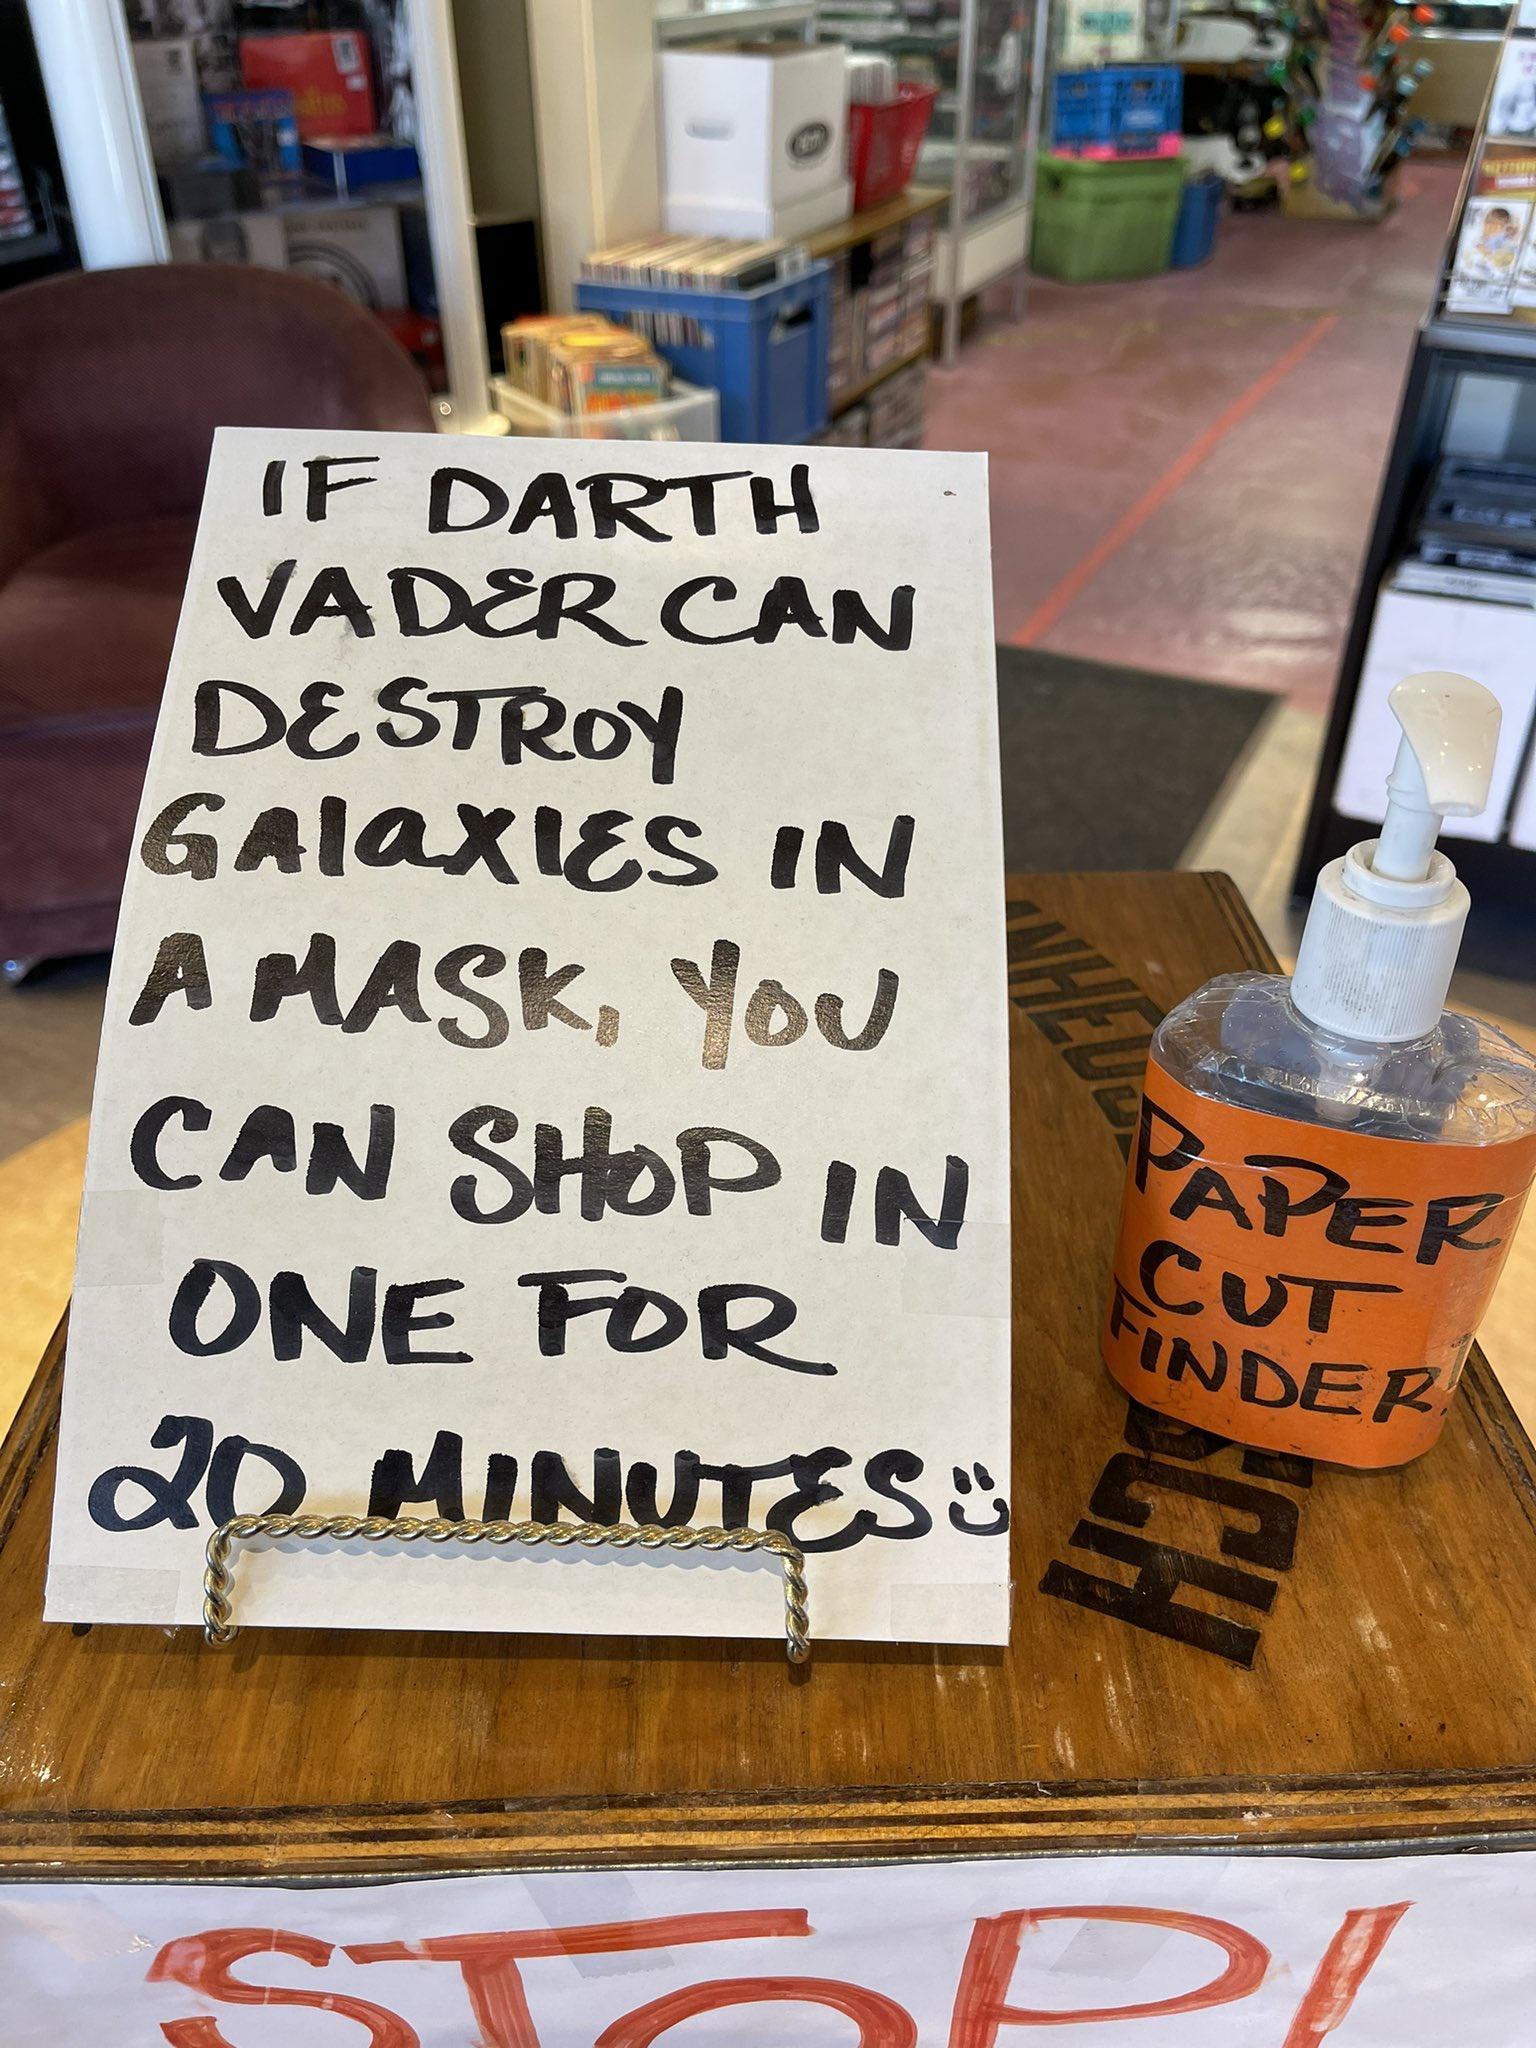 IF DARTH
VADER CAN
DESTROY
GALAXIES IN
A MASK, YOU
CAN SHOP IN
ONE FOR
20 MINUTES
PAPER
CUT
FINDER!
STOP!